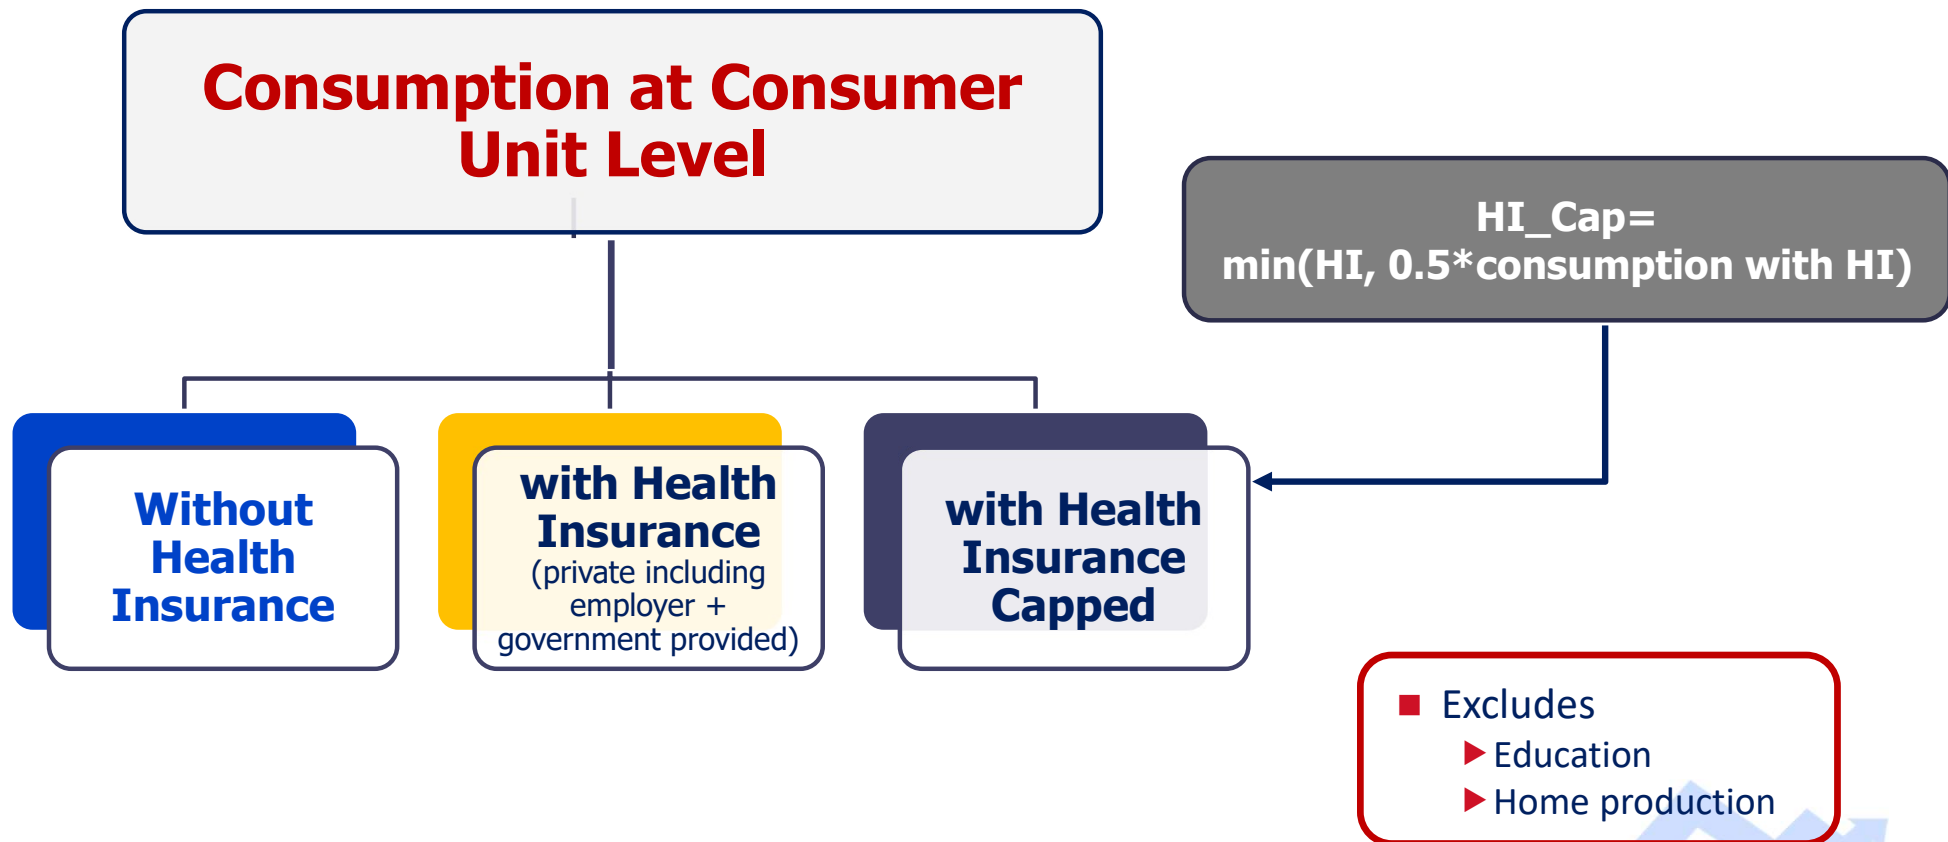 Consumption at Consumer
Unit Level
HI_Cap=
min(HI, 0.5*consumption with HI)
Without
Health
Insurance
with Health
Insurance
(private including
employer +
government provided)
with Health
Insurance
Capped
Excludes
Education
Home production